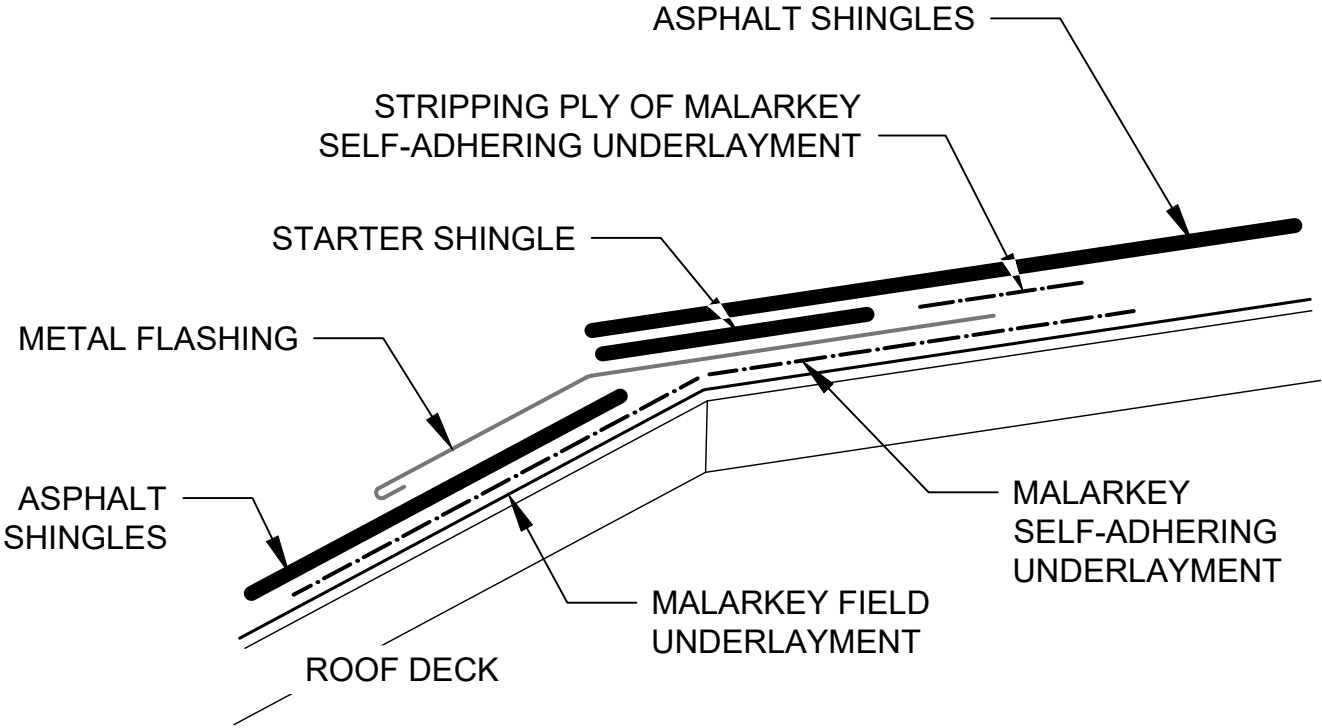 ASPHALT SHINGLES
STRIPPING PLY OF MALARKEY
SELF-ADHERING UNDERLAYMENT
STARTER SHINGLE
METAL FLASHING
ASPHALT
SHINGLES
MALARKEY
SELF-ADHERING
UNDERLAYMENT
MALARKEY FIELD
UNDERLAYMENT
ROOF DECK